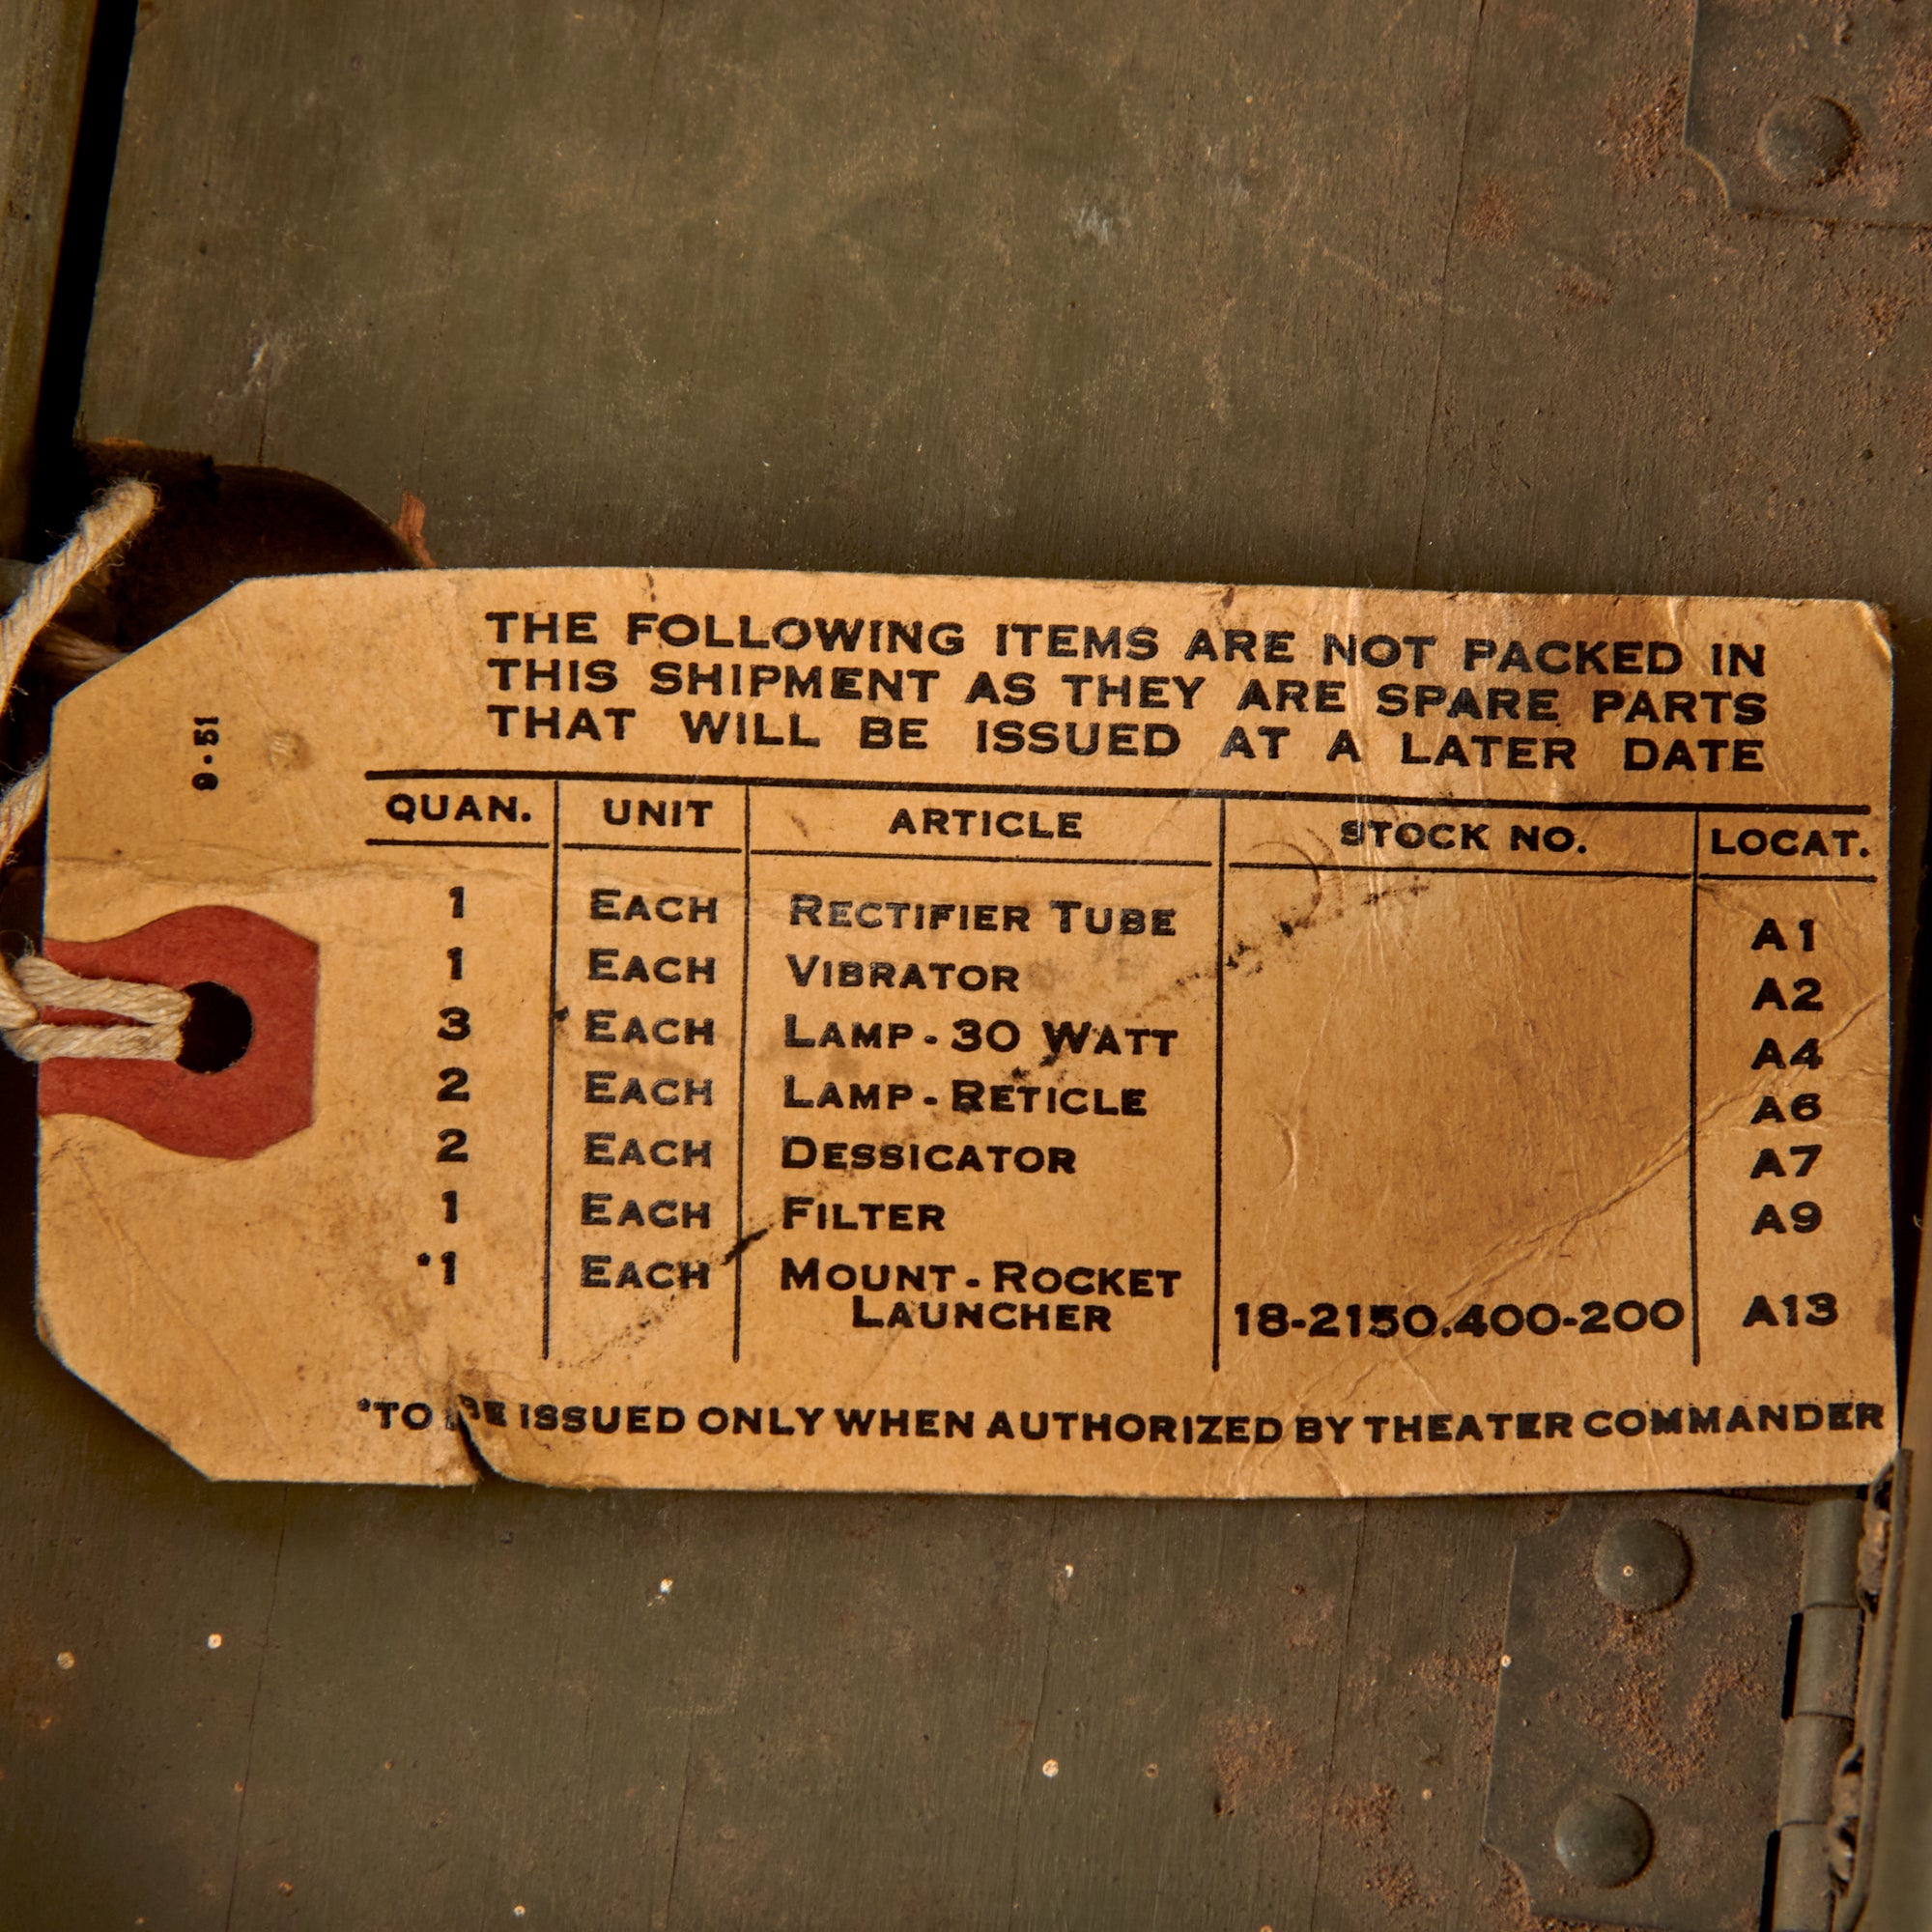 THE FOLLOWING ITEMS ARE NOT PACKED IN
THIS SHIPMENT AS THEY ARE SPARE PARTS
THAT WILL BE ISSUED AT A LATER DATE
9-51
QUAN. UNIT ARTICLE STOCK NO. LOCAT.
1 EACH RECTIFIER TUBE A1
1 EACH VIBRATOR A2
3 EACH LAMP-30 WATT A4
2 EACH LAMP-RETICLE A6
2 EACH DESSICATOR A7
1 EACH FILTER A9
*1 EACH MOUNT-ROCKET
LAUNCHER 18-2150.400-200 A13
*TO BE ISSUED ONLY WHEN AUTHORIZED BY THEATER COMMANDER